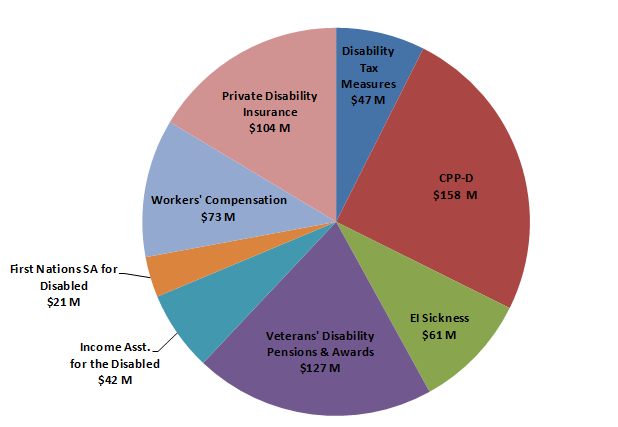 Disability
Tax
Measures
$47 M
CPP-D
$158 M
EI Sickness
$61 M
Veterans' Disability
Pensions & Awards
$127 M
Income Asst.
for the Disabled
$42 M
First Nations SA for
Disabled
$21 M
Workers' Compensation
$73 M
Private Disability
Insurance
$104 M